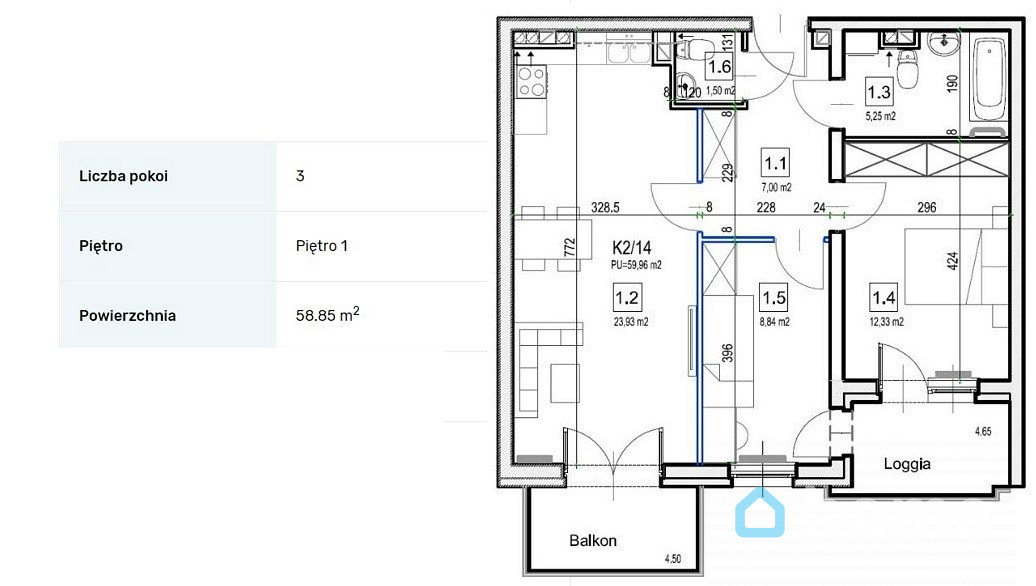 Liczba pokoi 3
Piętro Piętro 1
Powierzchnia 58.85 m²
131
1.6
1,50 m2
8 120
1.3
5,25 m2
190
8
8
229
1.1
7,00 m2
328.5 8 228 24 296
8
772
K2/14
PU=59,96 m2
1.2
23,93 m2
1.5
8,84 m2
396
1.4
12,33 m2
424
4.65
Loggia
Balkon
4,50